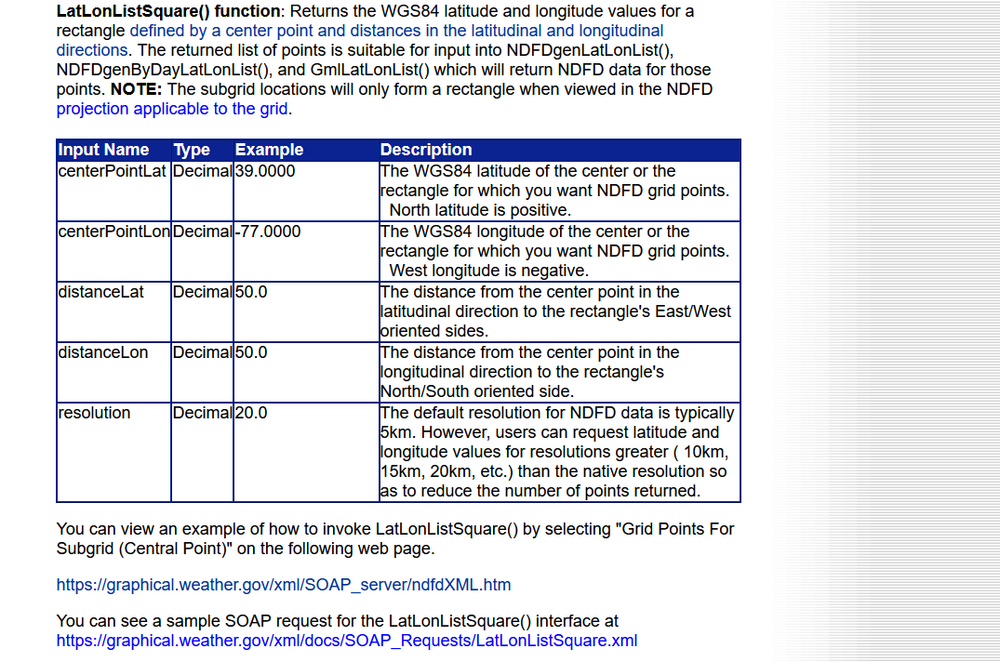 LatLonListSquare() function: Returns the WGS84 latitude and longitude values for a
rectangle defined by a center point and distances in the latitudinal and longitudinal
directions. The returned list of points is suitable for input into NDFDgenLatLonList(),
NDFDgenByDayLatLonList(), and GmlLatLonList() which will return NDFD data for those
points. NOTE: The subgrid locations will only form a rectangle when viewed in the NDFD
projection applicable to the grid.
Input Name Type Example Description
centerPointLat Decimal 39.0000 The WGS84 latitude of the center or the
rectangle for which you want NDFD grid points.
North latitude is positive.
centerPointLon Decimal -77.0000 The WGS84 longitude of the center or the
rectangle for which you want NDFD grid points.
West longitude is negative.
distanceLat Decimal 50.0 The distance from the center point in the
latitudinal direction to the rectangle's East/West
oriented sides.
distanceLon Decimal 50.0 The distance from the center point in the
longitudinal direction to the rectangle's
North/South oriented side.
resolution Decimal 20.0 The default resolution for NDFD data is typically
5km. However, users can request latitude and
longitude values for resolutions greater ( 10km,
15km, 20km, etc.) than the native resolution so
as to reduce the number of points returned.
You can view an example of how to invoke LatLonListSquare() by selecting "Grid Points For
Subgrid (Central Point)" on the following web page.
https://graphical.weather.gov/xml/SOAP_server/ndfdXML.htm
You can see a sample SOAP request for the LatLonListSquare() interface at
https://graphical.weather.gov/xml/docs/SOAP_Requests/LatLonListSquare.xml